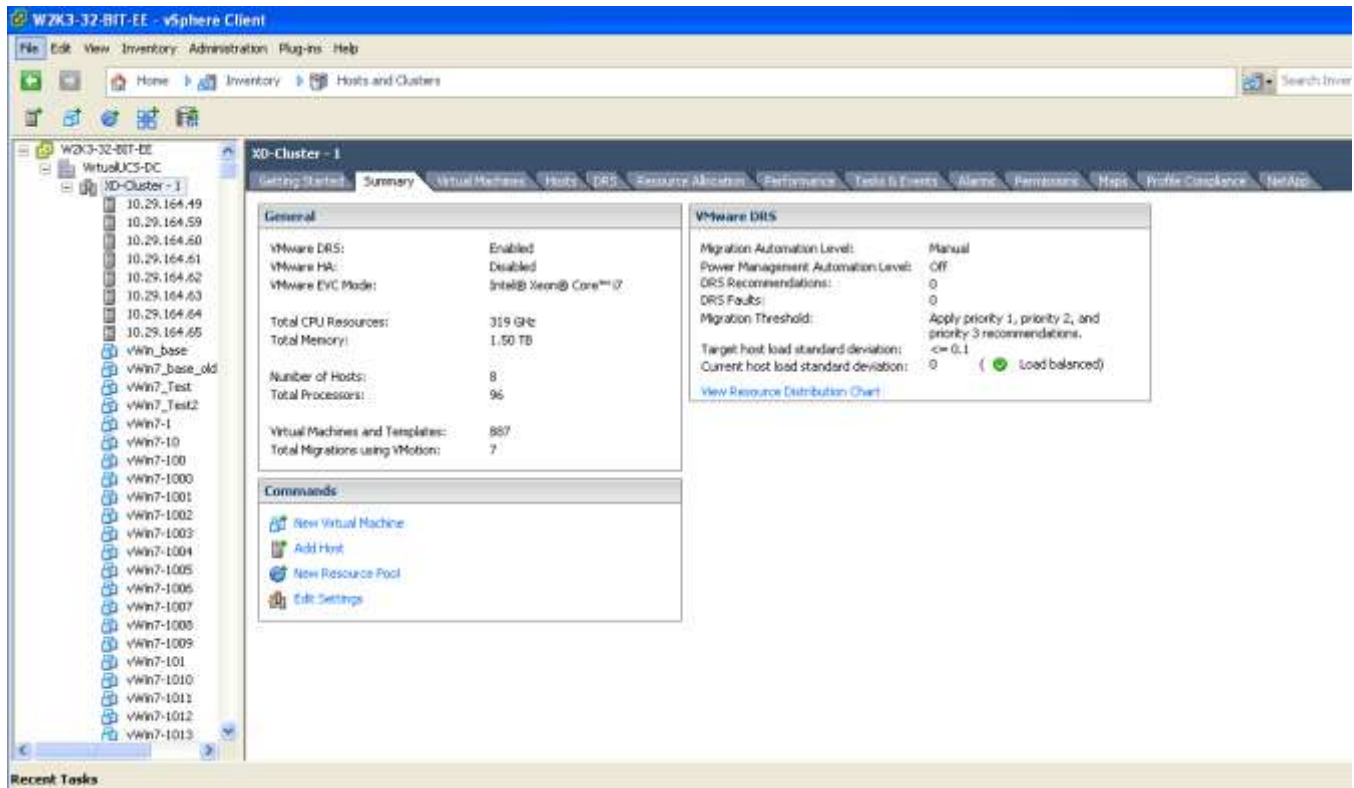 W2K3-32-BIT-EE - vSphere Client
File Edit View Inventory Administration Plug-ins Help
Home Inventory Hosts and Clusters
Search Inver
W2K3-32-BIT-EE
VirtualUCS-DC
XD-Cluster - 1
10.29.164.49
10.29.164.59
10.29.164.60
10.29.164.61
10.29.164.62
10.29.164.63
10.29.164.64
10.29.164.65
vWin_base
vWin7_base_old
vWin7_Test
vWin7_Test2
vWin7-1
vWin7-10
vWin7-100
vWin7-1000
vWin7-1001
vWin7-1002
vWin7-1003
vWin7-1004
vWin7-1005
vWin7-1006
vWin7-1007
vWin7-1008
vWin7-1009
vWin7-101
vWin7-1010
vWin7-1011
vWin7-1012
vWin7-1013
XD-Cluster - 1
Getting Started Summary Virtual Machines Hosts DRS Resource Allocation Performance Tasks & Events Alarms Permissions Maps Profile Compliance NetApp
General
VMware DRS: Enabled
VMware HA: Disabled
VMware EVC Mode: Intel® Xeon® Core™ i7
Total CPU Resources: 319 GHz
Total Memory: 1.50 TB
Number of Hosts: 8
Total Processors: 96
Virtual Machines and Templates: 887
Total Migrations using VMotion: 7
Commands
New Virtual Machine
Add Host
New Resource Pool
Edit Settings
VMware DRS
Migration Automation Level: Manual
Power Management Automation Level: Off
DRS Recommendations: 0
DRS Faults: 0
Migration Threshold: Apply priority 1, priority 2, and
priority 3 recommendations.
Target host load standard deviation: <= 0.1
Current host load standard deviation: 0 ( Load balanced)
View Resource Distribution Chart
Recent Tasks